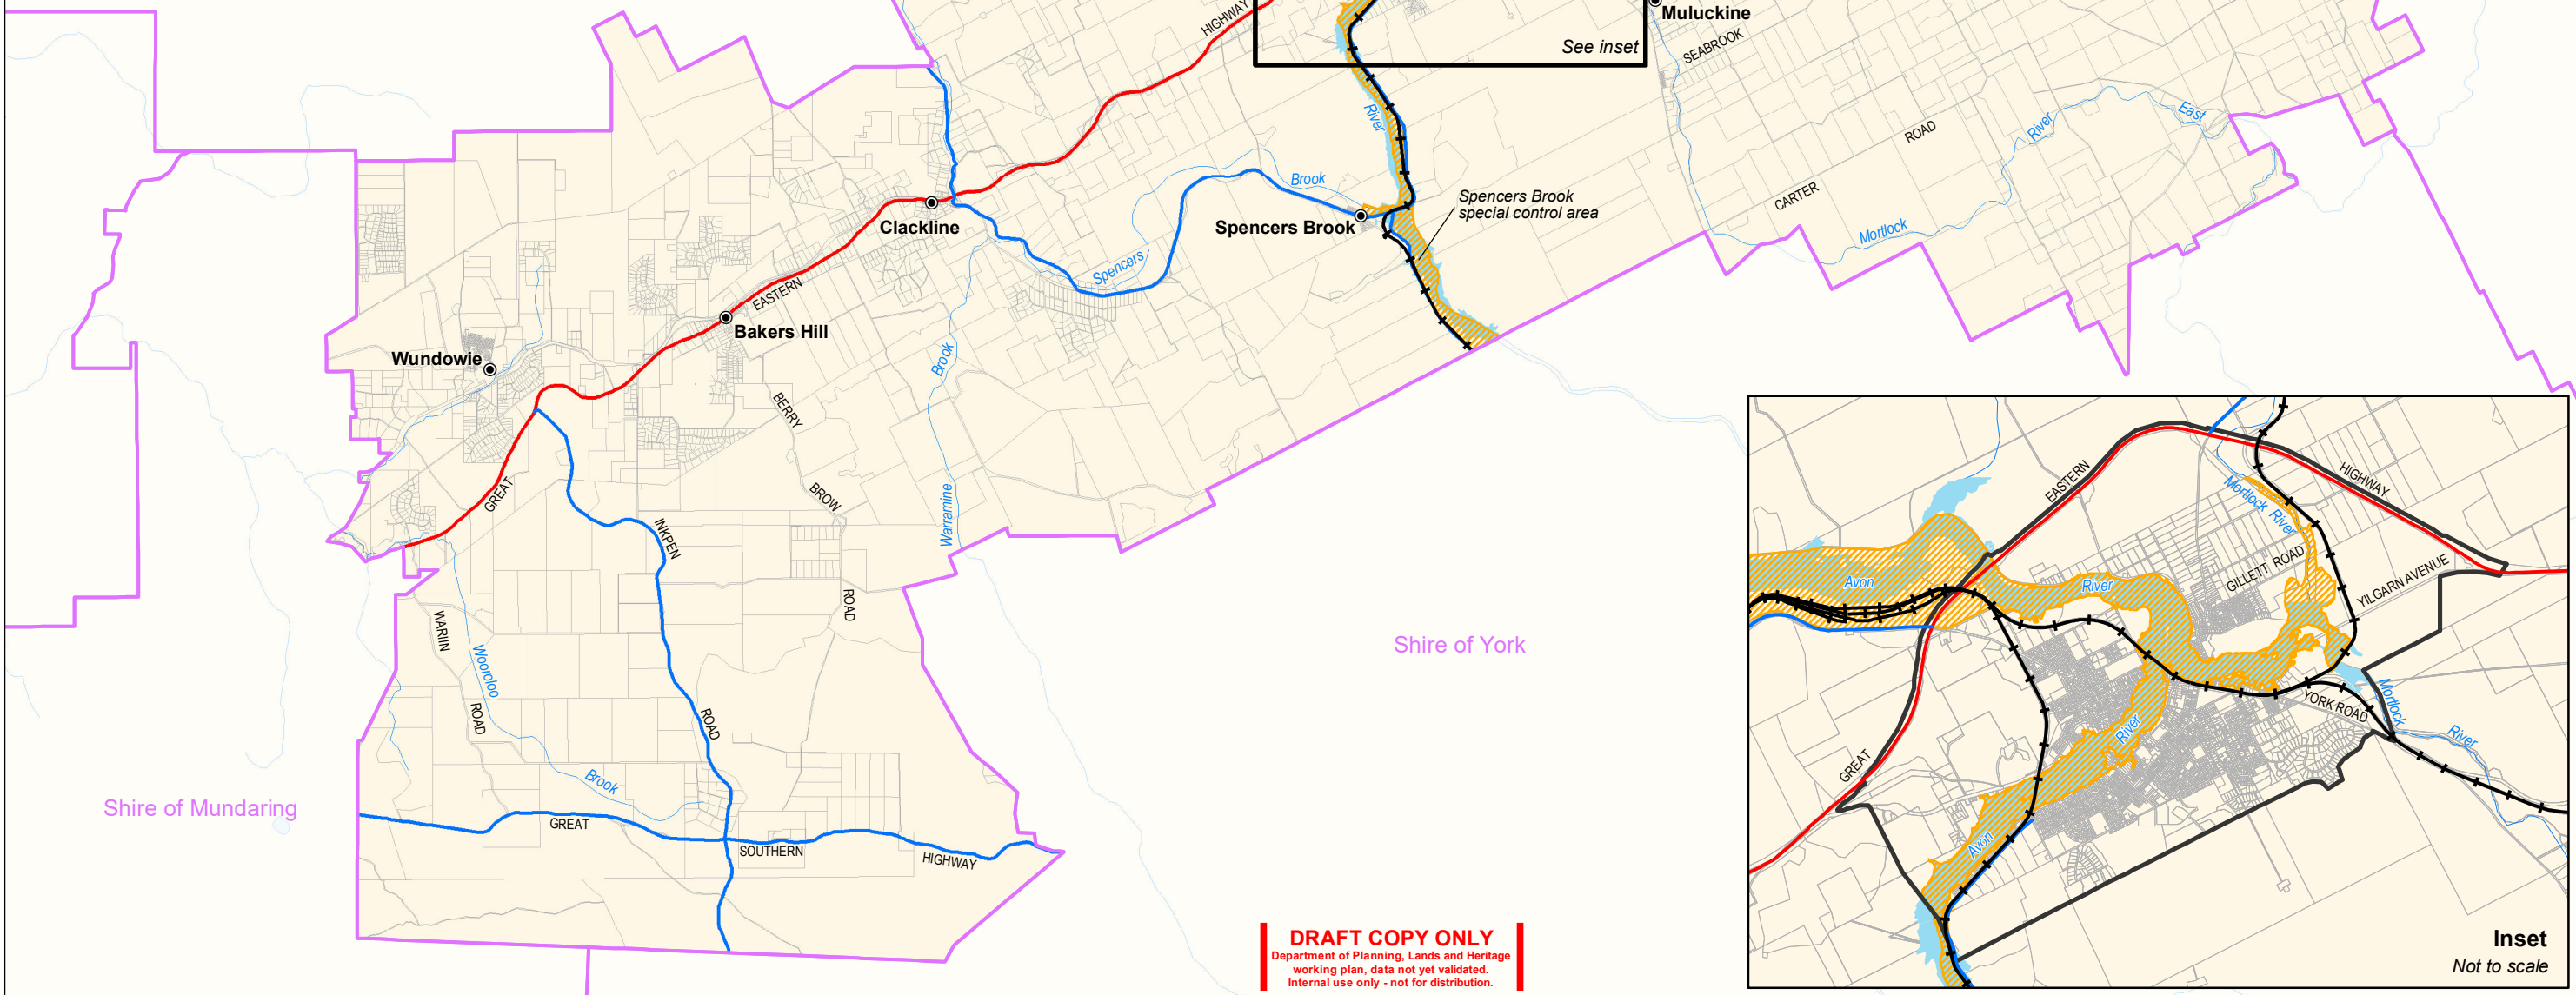 HIGHWAY
Muluckine
See inset
SEABROOK
River
East
River
ROAD
Brook
Spencers Brook
special control area
CARTER
Mortlock
Clackline
Spencers Brook
Spencers
EASTERN
Bakers Hill
Wundowie
Brook
BERRY
BROW
GREAT
Warramine
INKPEN
ROAD
WARIIN
Wooroloo
ROAD
ROAD
Brook
GREAT
SOUTHERN
HIGHWAY
Shire of Mundaring
Shire of York
EASTERN
HIGHWAY
Mortlock
River
Avon
River
GILLETT ROAD
YILGARN AVENUE
YORK ROAD
Mortlock
River
River
GREAT
Avon
Inset
Not to scale
DRAFT COPY ONLY
Department of Planning, Lands and Heritage
working plan, data not yet validated.
Internal use only - not for distribution.